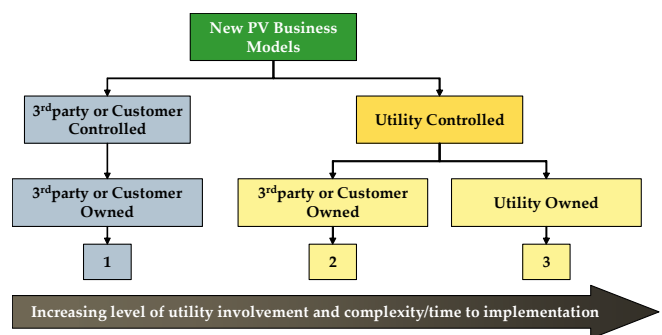 New PV Business
Models
3rdparty or Customer
Controlled
Utility Controlled
3rdparty or Customer
Owned
3rdparty or Customer
Owned
Utility Owned
1
2
3
Increasing level of utility involvement and complexity/time to implementation